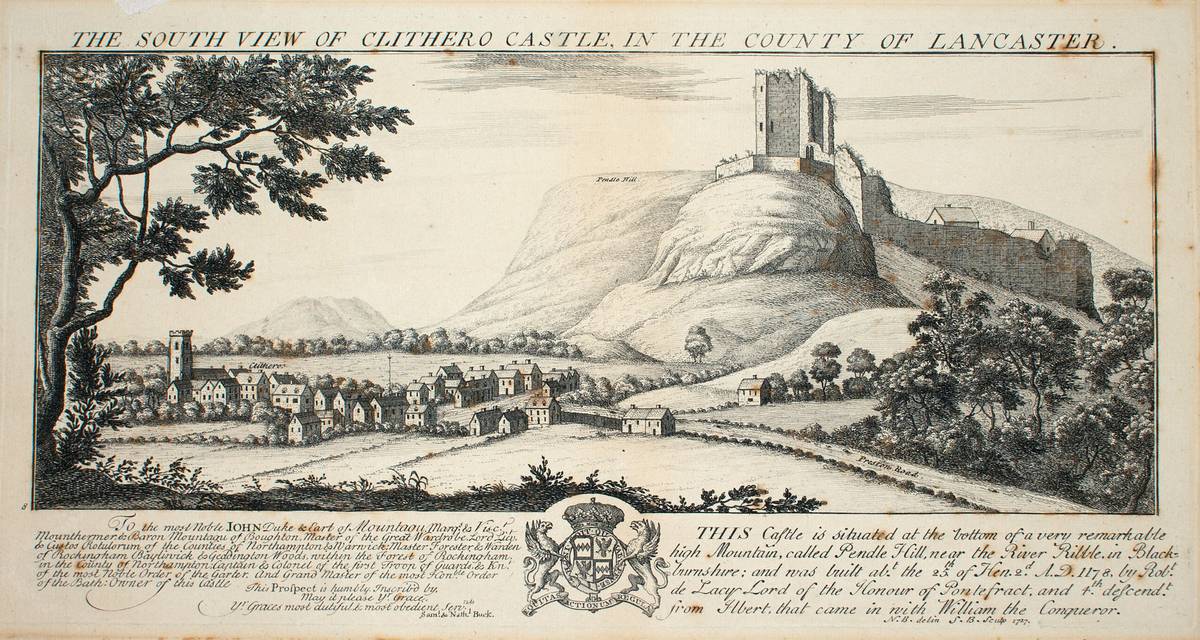 THE SOUTH VIEW OF CLITHERO CASTLE, IN THE COUNTY OF LANCASTER.
Pendle Hill.
Clithero
Preston Road
8
To the most Noble JOHN Duke & Earl of Mountagu, Marq.s & Visc.t
Mounthermer & Baron Mountagu of Boughton, Master of the Great Wardrobe, Lord Lieu.t
& Custos Rotulorum of the Counties of Northampton & Warwick; Master Forester & Warden
of Rockingham Baylywick & Geddington Woods, within the Forest of Rockingham
in the County of Northampton, Captain & Colonel of the first Troop of Guards, & Kn.t
of the most Noble Order of the Garter, And Grand Master of the most Hon.ble Order
of the Bath: Owner of this Castle
This Prospect is humbly Inscrib'd by.
May it please Y.r Grace.
Y.r Graces most dutifull & most obedient Serv.ts
Sam.l & Nath.l Buck.
EQUITAS ACTIONUM REGULA
THIS Castle is situated at the bottom of a very remarkable
high Mountain, called Pendle Hill, near the River Ribble, in Black-
burnshire; and was built ab.t the 25.th of Hen. 2.d A.D. 1178, by Rob.t
de Lacy Lord of the Honour of Pontefract, and 4.th descend.t
from Ilbert, that came in with William the Conqueror.
N. B. delin S. B. Sculp 1727.